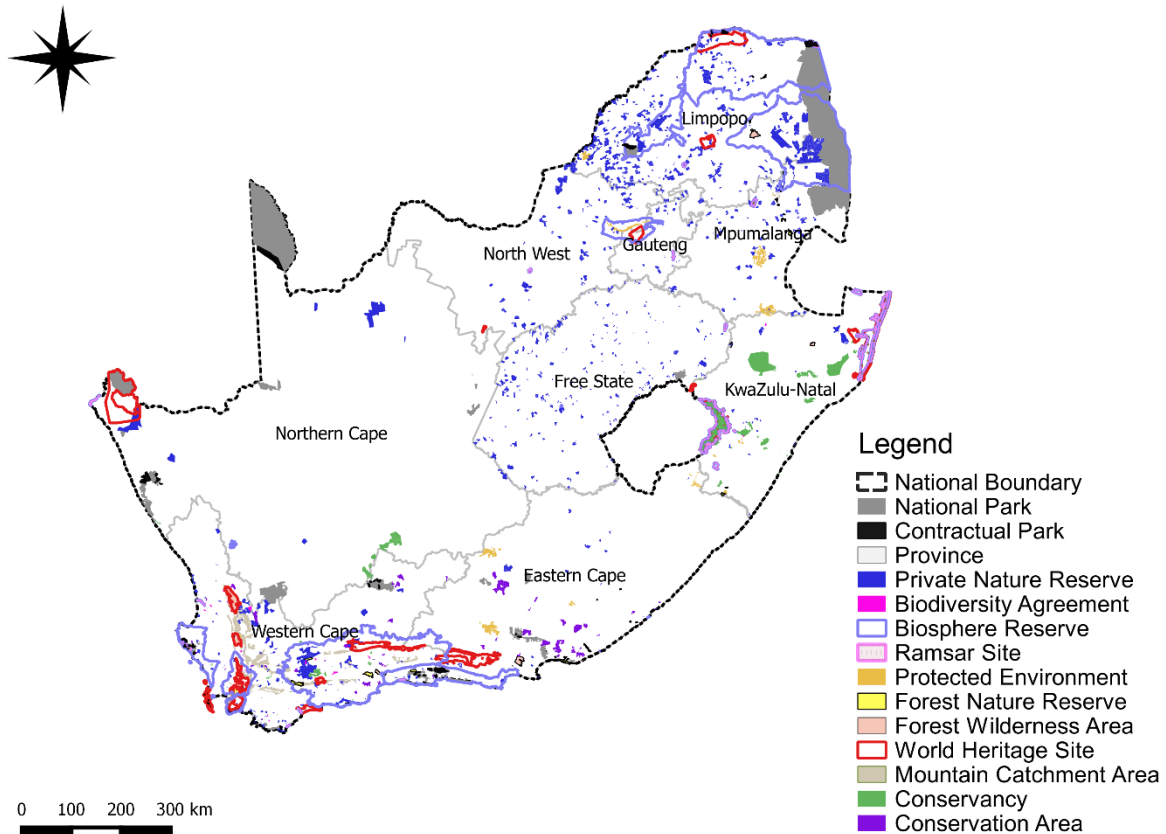 Limpopo
North West
Gauteng
Mpumalanga
Free State
KwaZulu-Natal
Northern Cape
Eastern Cape
Western Cape
Legend
National Boundary
National Park
Contractual Park
Province
Private Nature Reserve
Biodiversity Agreement
Biosphere Reserve
Ramsar Site
Protected Environment
Forest Nature Reserve
Forest Wilderness Area
World Heritage Site
Mountain Catchment Area
Conservancy
Conservation Area
0 100 200 300 km